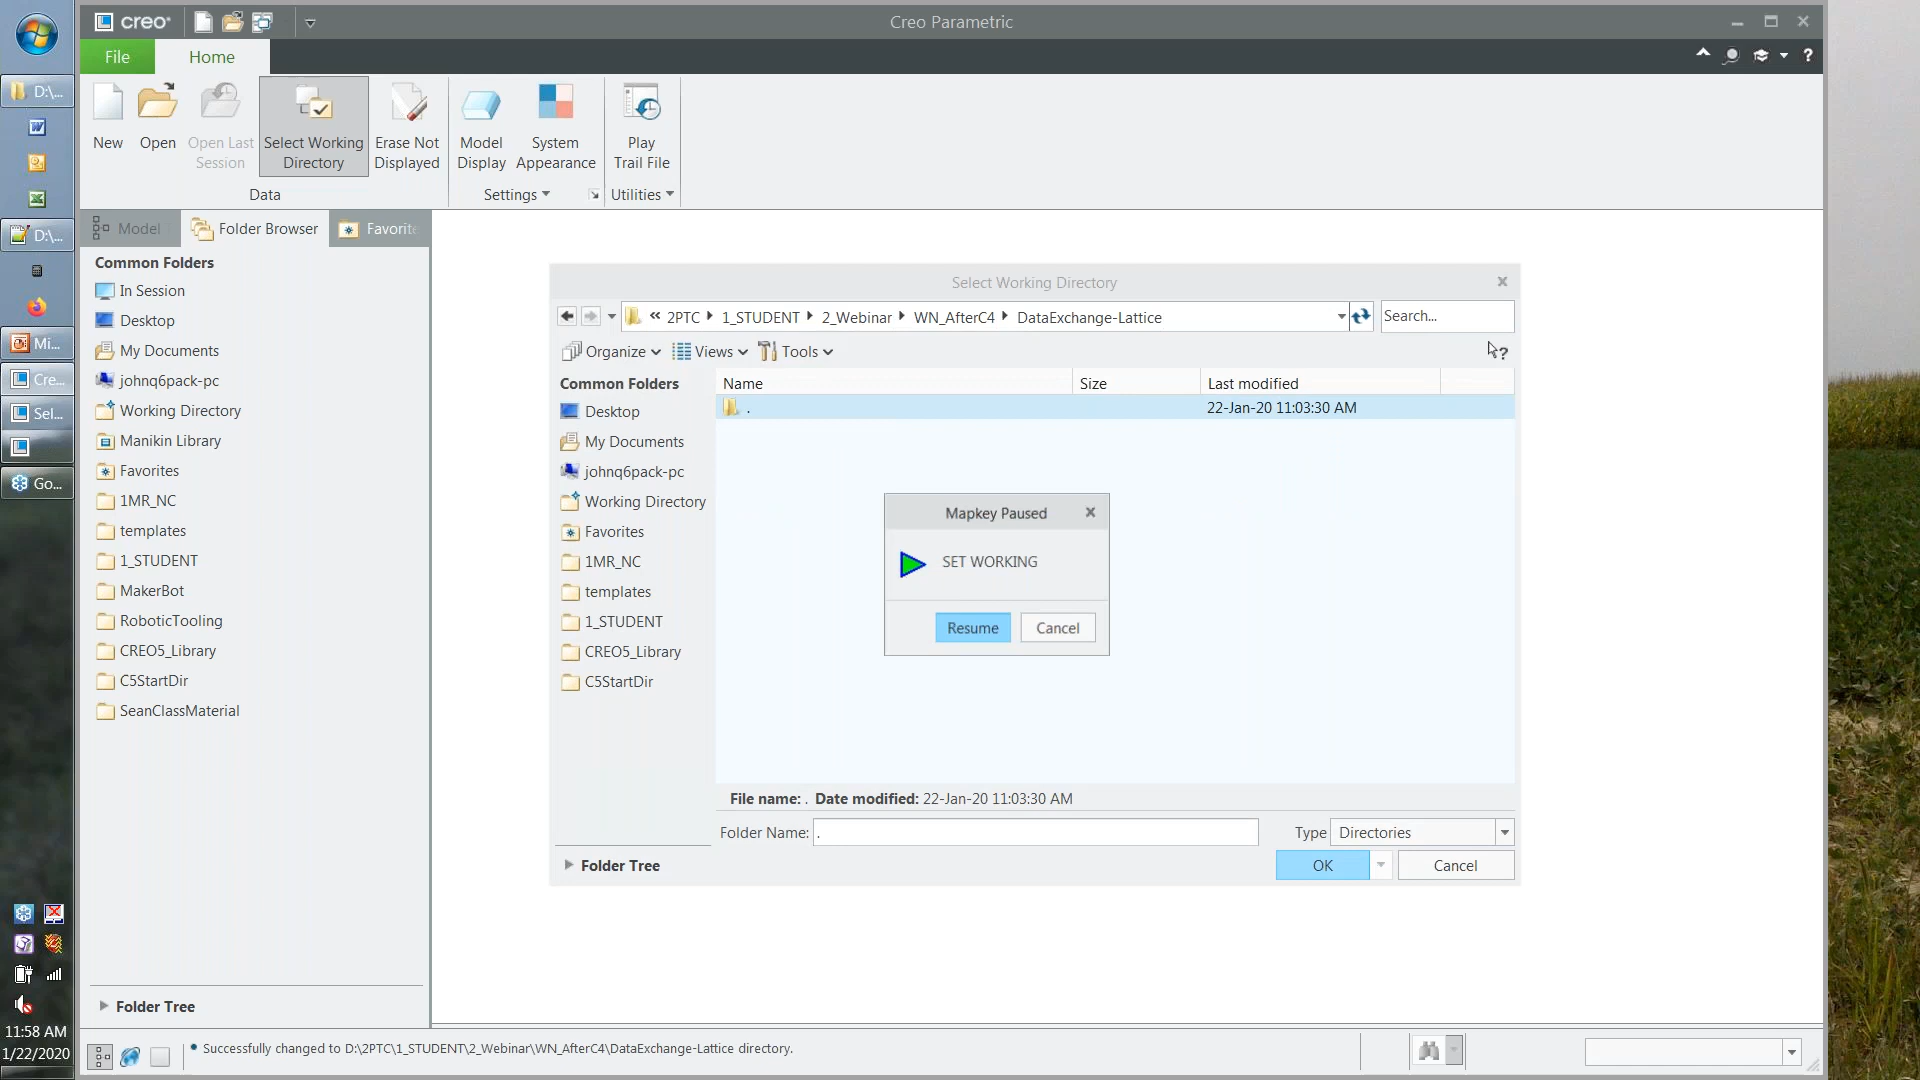 creo®
Creo Parametric
File
Home
New
Open
Open Last Session
Select Working Directory
Erase Not Displayed
Model Display
System Appearance
Play Trail File
Data
Settings
Utilities
Model
Folder Browser
Favorite
Common Folders
In Session
Desktop
My Documents
johnq6pack-pc
Working Directory
Manikin Library
Favorites
1MR_NC
templates
1_STUDENT
MakerBot
RoboticTooling
CREO5_Library
C5StartDir
SeanClassMaterial
Folder Tree
Select Working Directory
« 2PTC
1_STUDENT
2_Webinar
WN_AfterC4
DataExchange-Lattice
Search...
Organize
Views
Tools
?
Common Folders
Desktop
My Documents
johnq6pack-pc
Working Directory
Favorites
1MR_NC
templates
1_STUDENT
CREO5_Library
C5StartDir
Name
Size
Last modified
.
22-Jan-20 11:03:30 AM
Mapkey Paused
SET WORKING
Resume
Cancel
File name: . Date modified: 22-Jan-20 11:03:30 AM
Folder Name: .
Type
Directories
Folder Tree
OK
Cancel
• Successfully changed to D:\2PTC\1_STUDENT\2_Webinar\WN_AfterC4\DataExchange-Lattice directory.
D:\...
D:\...
Mi...
Cre...
Sel...
Go...
11:58 AM
1/22/2020